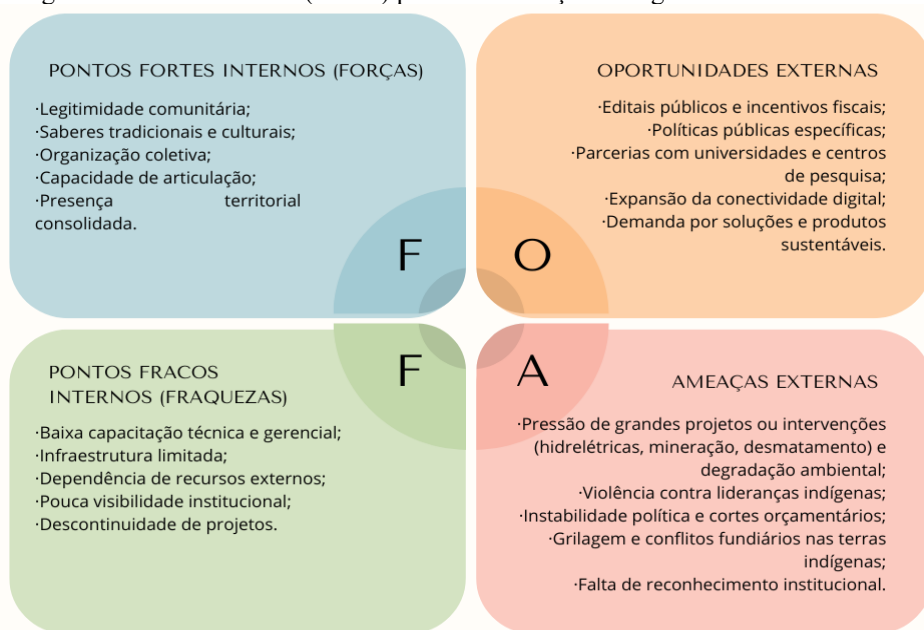 PONTOS FORTES INTERNOS (FORÇAS)
·Legitimidade comunitária;
·Saberes tradicionais e culturais;
·Organização coletiva;
·Capacidade de articulação;
·Presença territorial
consolidada.
F
OPORTUNIDADES EXTERNAS
·Editais públicos e incentivos fiscais;
·Políticas públicas específicas;
·Parcerias com universidades e centros
de pesquisa;
·Expansão da conectividade digital;
·Demanda por soluções e produtos
sustentáveis.
O
PONTOS FRACOS
INTERNOS (FRAQUEZAS)
·Baixa capacitação técnica e gerencial;
·Infraestrutura limitada;
·Dependência de recursos externos;
·Pouca visibilidade institucional;
·Descontinuidade de projetos.
F
AMEAÇAS EXTERNAS
·Pressão de grandes projetos ou intervenções
(hidrelétricas, mineração, desmatamento) e
degradação ambiental;
·Violência contra lideranças indígenas;
·Instabilidade política e cortes orçamentários;
·Grilagem e conflitos fundiários nas terras
indígenas;
·Falta de reconhecimento institucional.
A